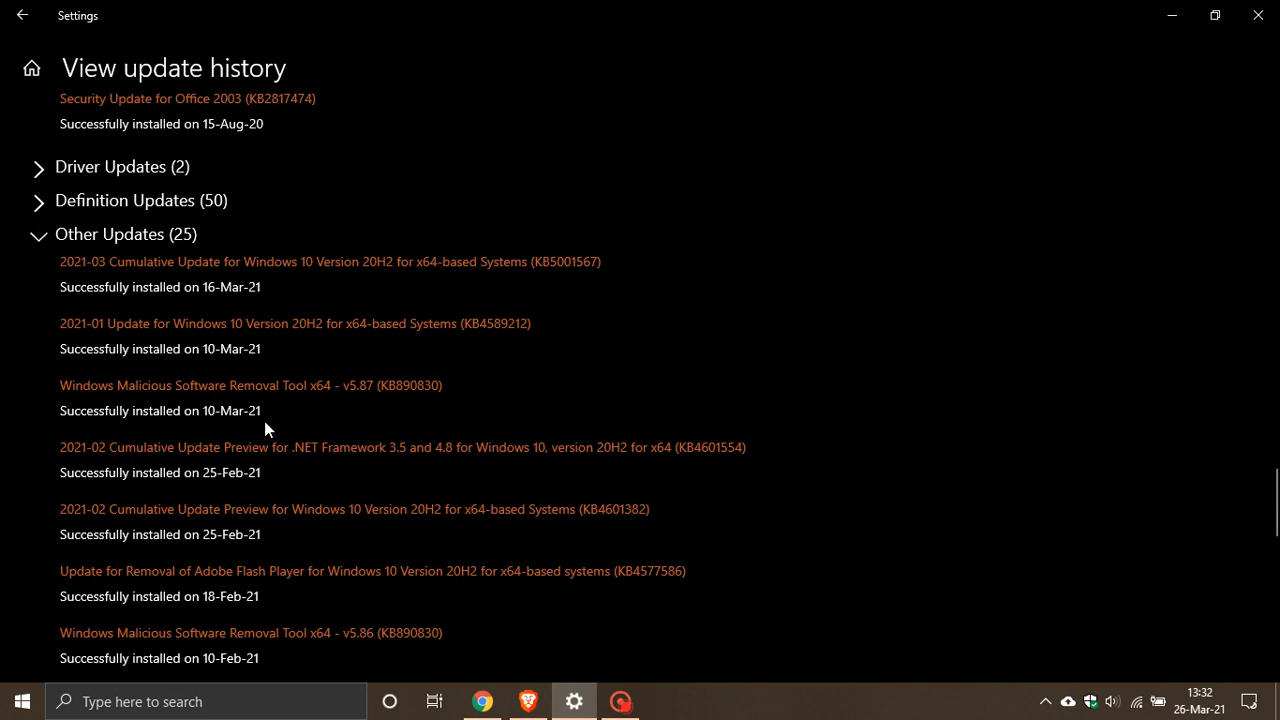 Settings
View update history
Security Update for Office 2003 (KB2817474)
Successfully installed on 15-Aug-20
Driver Updates (2)
Definition Updates (50)
Other Updates (25)
2021-03 Cumulative Update for Windows 10 Version 20H2 for x64-based Systems (KB5001567)
Successfully installed on 16-Mar-21
2021-01 Update for Windows 10 Version 20H2 for x64-based Systems (KB4589212)
Successfully installed on 10-Mar-21
Windows Malicious Software Removal Tool x64 - v5.87 (KB890830)
Successfully installed on 10-Mar-21
2021-02 Cumulative Update Preview for .NET Framework 3.5 and 4.8 for Windows 10, version 20H2 for x64 (KB4601554)
Successfully installed on 25-Feb-21
2021-02 Cumulative Update Preview for Windows 10 Version 20H2 for x64-based Systems (KB4601382)
Successfully installed on 25-Feb-21
Update for Removal of Adobe Flash Player for Windows 10 Version 20H2 for x64-based systems (KB4577586)
Successfully installed on 18-Feb-21
Windows Malicious Software Removal Tool x64 - v5.86 (KB890830)
Successfully installed on 10-Feb-21
Type here to search
13:32
26-Mar-21